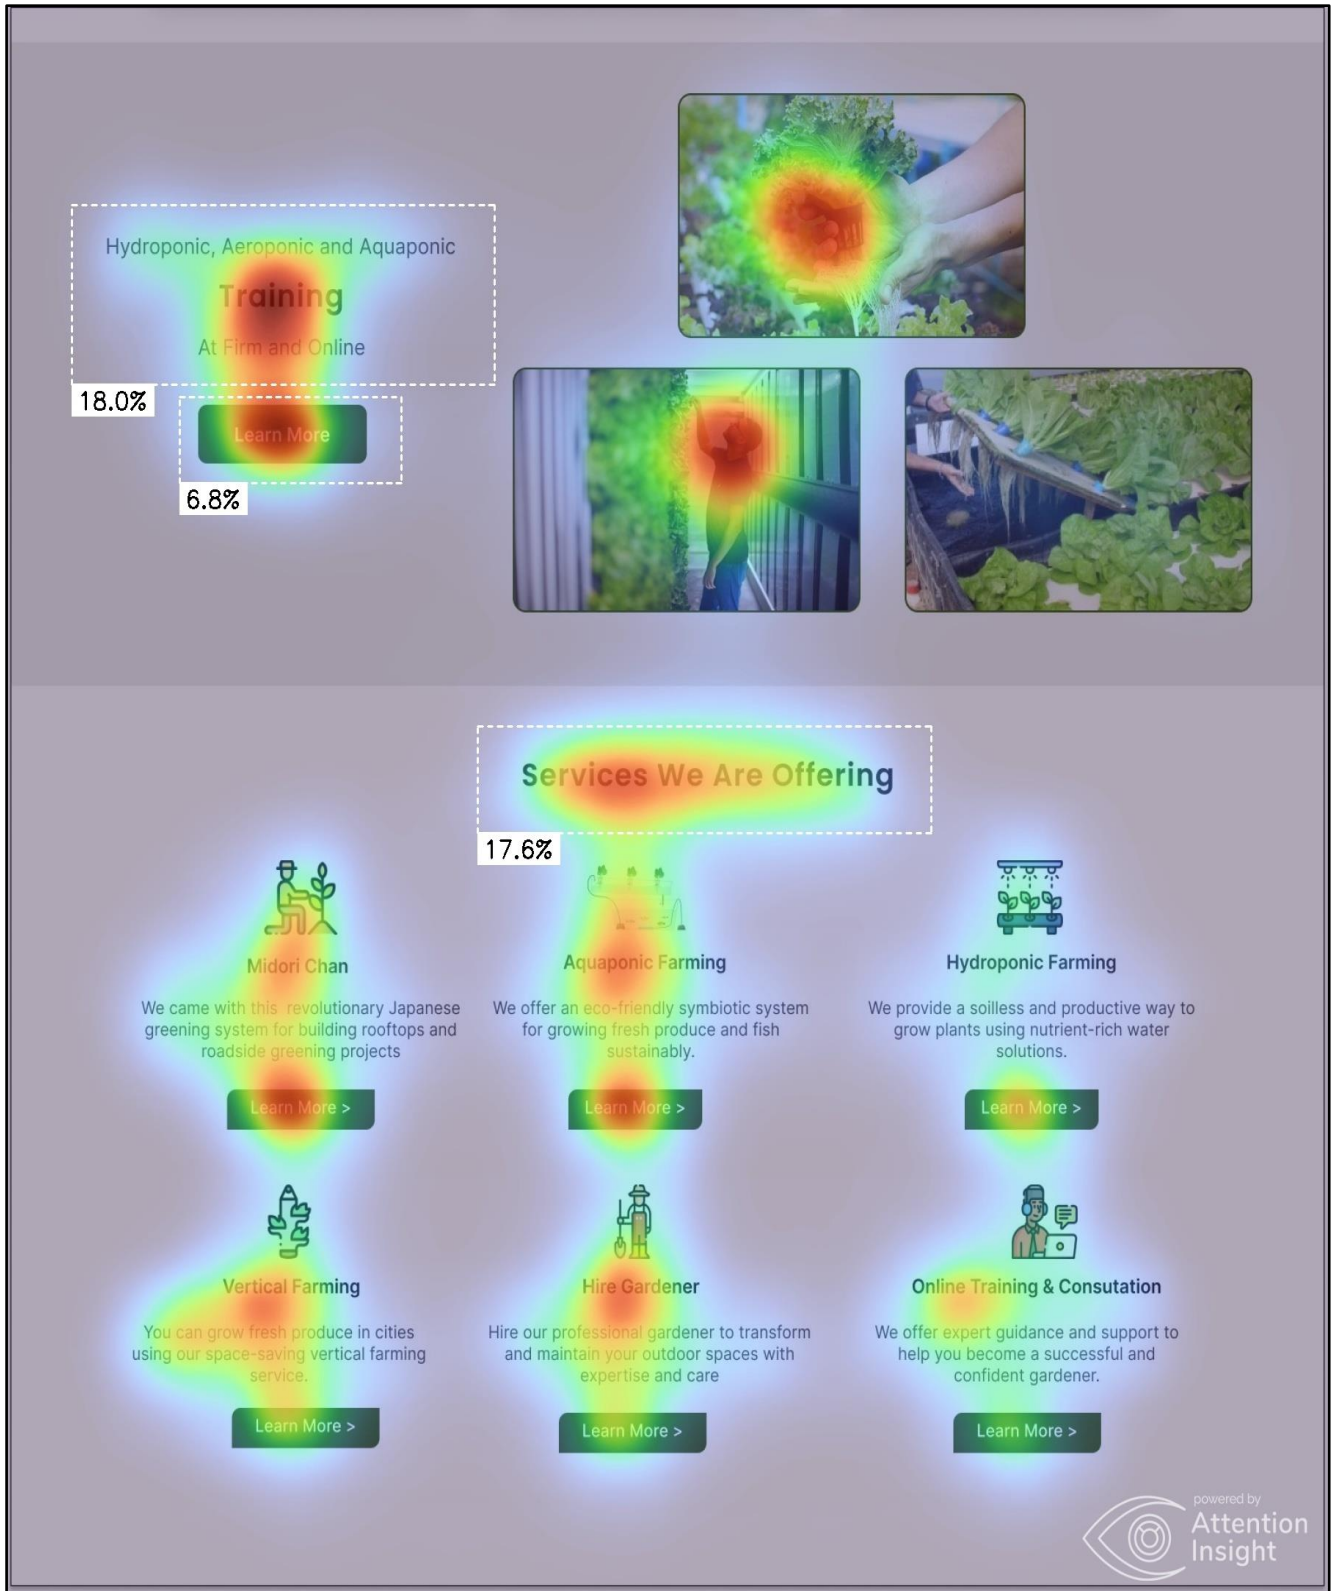 Hydroponic, Aeroponic and Aquaponic
Training
At Firm and Online
18.0%
Learn More
6.8%
Services We Are Offering
17.6%
Midori Chan
We came with this revolutionary Japanese
greening system for building rooftops and
roadside greening projects
Learn More >
Aquaponic Farming
We offer an eco-friendly symbiotic system
for growing fresh produce and fish
sustainably.
Learn More >
Hydroponic Farming
We provide a soilless and productive way to
grow plants using nutrient-rich water
solutions.
Learn More >
Vertical Farming
You can grow fresh produce in cities
using our space-saving vertical farming
service.
Learn More >
Hire Gardener
Hire our professional gardener to transform
and maintain your outdoor spaces with
expertise and care
Learn More >
Online Training & Consutation
We offer expert guidance and support to
help you become a successful and
confident gardener.
Learn More >
powered by
Attention
Insight